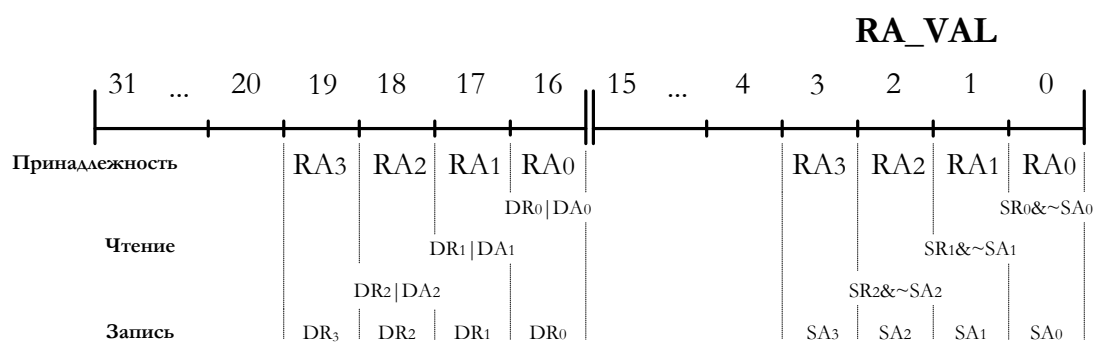 RA_VAL
31 ... 20 19 18 17 16 15 ... 4 3 2 1 0
Принадлежность RA3 RA2 RA1 RA0 RA3 RA2 RA1 RA0
DR0|DA0 SR0&~SA0
Чтение DR1|DA1 SR1&~SA1
DR2|DA2 SR2&~SA2
Запись DR3 DR2 DR1 DR0 SA3 SA2 SA1 SA0